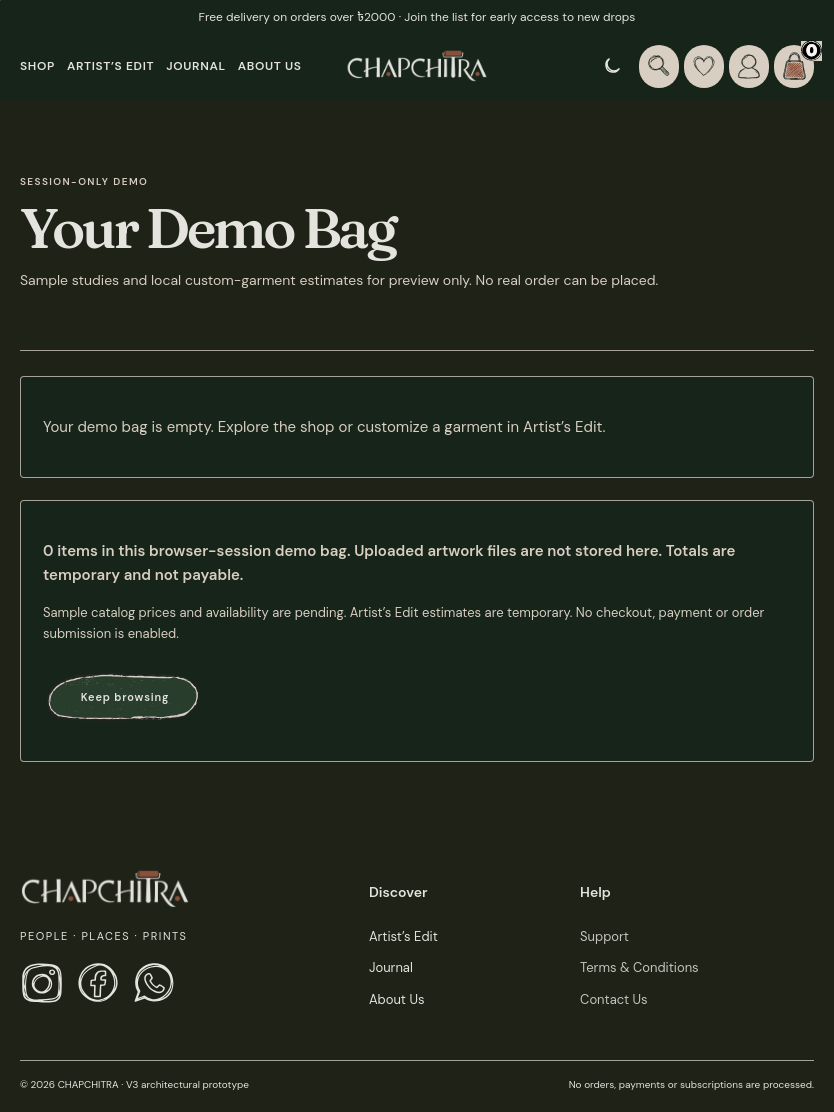 Free delivery on orders over ৳2000 · Join the list for early access to new drops
SHOP ARTIST’S EDIT JOURNAL ABOUT US
CHAPCHITRA
0
SESSION-ONLY DEMO
Your Demo Bag
Sample studies and local custom-garment estimates for preview only. No real order can be placed.
Your demo bag is empty. Explore the shop or customize a garment in Artist’s Edit.
0 items in this browser-session demo bag. Uploaded artwork files are not stored here. Totals are
temporary and not payable.
Sample catalog prices and availability are pending. Artist’s Edit estimates are temporary. No checkout, payment or order
submission is enabled.
Keep browsing
CHAPCHITRA
PEOPLE · PLACES · PRINTS
Discover
Artist’s Edit
Journal
About Us
Help
Support
Terms & Conditions
Contact Us
© 2026 CHAPCHITRA · V3 architectural prototype
No orders, payments or subscriptions are processed.